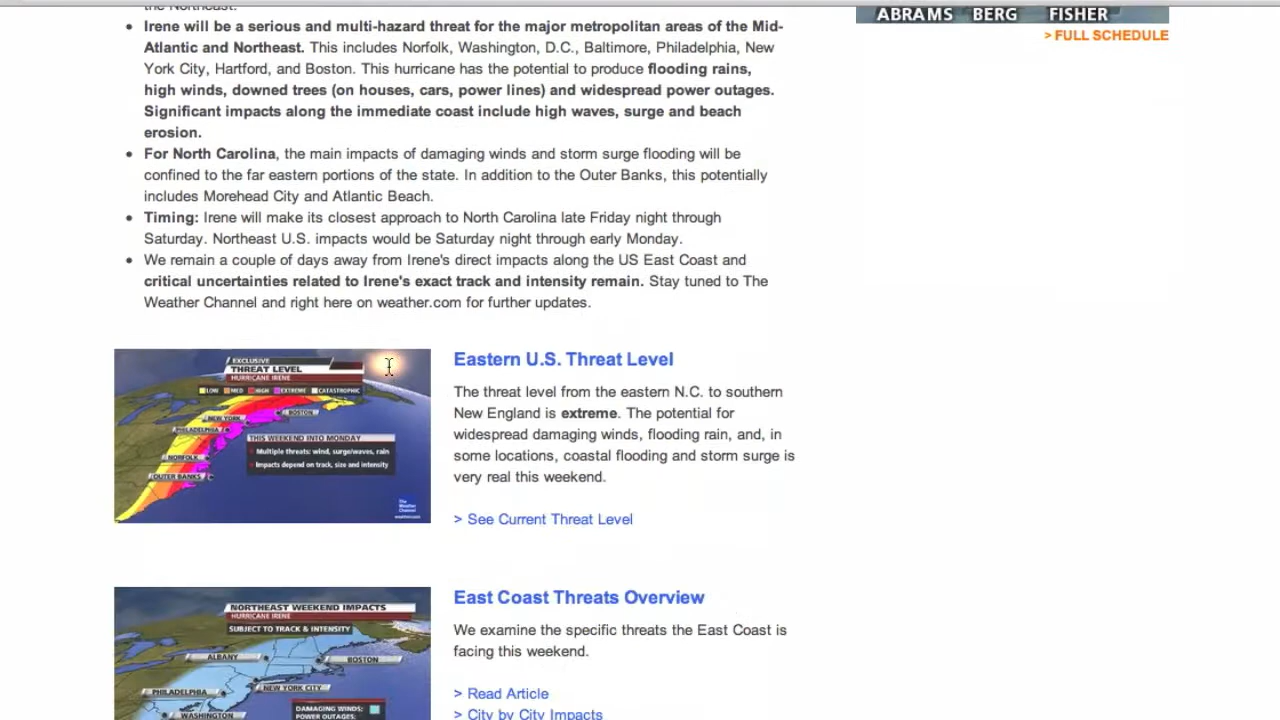 the Northeast.
ABRAMS BERG FISHER
> FULL SCHEDULE
• Irene will be a serious and multi-hazard threat for the major metropolitan areas of the Mid-
Atlantic and Northeast. This includes Norfolk, Washington, D.C., Baltimore, Philadelphia, New
York City, Hartford, and Boston. This hurricane has the potential to produce flooding rains,
high winds, downed trees (on houses, cars, power lines) and widespread power outages.
Significant impacts along the immediate coast include high waves, surge and beach
erosion.
• For North Carolina, the main impacts of damaging winds and storm surge flooding will be
confined to the far eastern portions of the state. In addition to the Outer Banks, this potentially
includes Morehead City and Atlantic Beach.
• Timing: Irene will make its closest approach to North Carolina late Friday night through
Saturday. Northeast U.S. impacts would be Saturday night through early Monday.
• We remain a couple of days away from Irene's direct impacts along the US East Coast and
critical uncertainties related to Irene's exact track and intensity remain. Stay tuned to The
Weather Channel and right here on weather.com for further updates.
EXCLUSIVE
THREAT LEVEL
HURRICANE IRENE
LOW MED HIGH EXTREME CATASTROPHIC
BOSTON
NEW YORK
PHILADELPHIA
NORFOLK
OUTER BANKS
THIS WEEKEND INTO MONDAY
Multiple threats: wind, surge/waves, rain
Impacts depend on track, size and intensity
The
Weather
Channel
weather.com
Eastern U.S. Threat Level
The threat level from the eastern N.C. to southern
New England is extreme. The potential for
widespread damaging winds, flooding rain, and, in
some locations, coastal flooding and storm surge is
very real this weekend.
> See Current Threat Level
NORTHEAST WEEKEND IMPACTS
HURRICANE IRENE
SUBJECT TO TRACK & INTENSITY
ALBANY
BOSTON
PHILADELPHIA
NEW YORK CITY
WASHINGTON
DAMAGING WINDS:
POWER OUTAGES:
East Coast Threats Overview
We examine the specific threats the East Coast is
facing this weekend.
> Read Article
> City by City Impacts